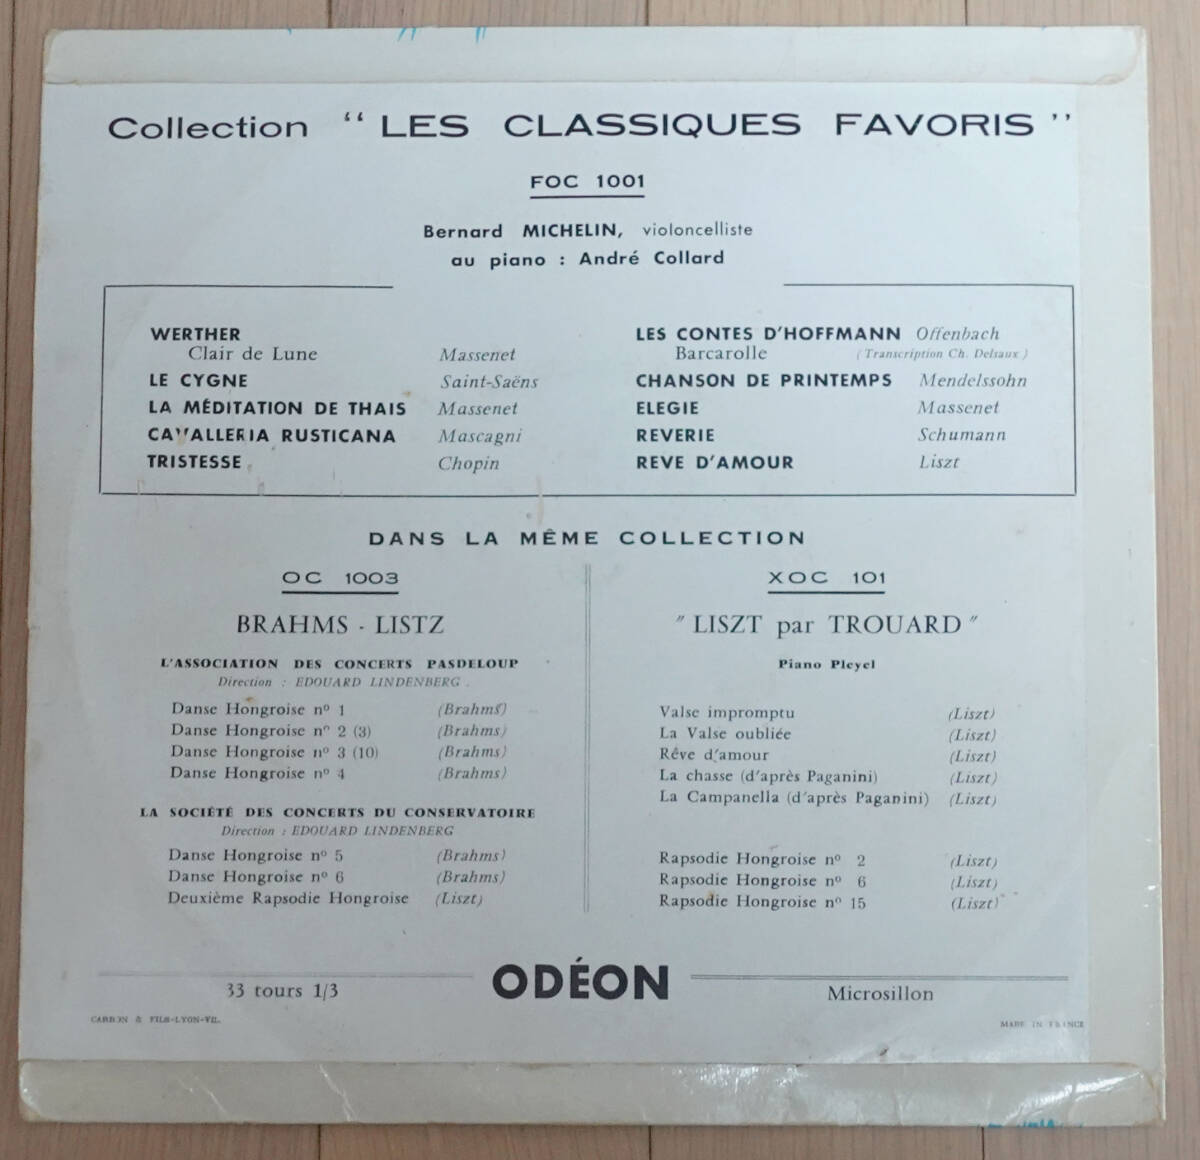 Collection “ LES CLASSIQUES FAVORIS ”
FOC 1001
Bernard MICHELIN, violoncelliste
au piano : André Collard
WERTHER
Clair de Lune Massenet
LE CYGNE Saint-Saëns
LA MÉDITATION DE THAIS Massenet
CAVALLERIA RUSTICANA Mascagni
TRISTESSE Chopin
LES CONTES D'HOFFMANN Offenbach
Barcarolle (Transcription Ch. Delsaux)
CHANSON DE PRINTEMPS Mendelssohn
ELEGIE Massenet
REVERIE Schumann
REVE D'AMOUR Liszt
DANS LA MÊME COLLECTION
OC 1003
BRAHMS - LISTZ
L'ASSOCIATION DES CONCERTS PASDELOUP
Direction : EDOUARD LINDENBERG
Danse Hongroise nº 1 (Brahms)
Danse Hongroise nº 2 (3) (Brahms)
Danse Hongroise nº 3 (10) (Brahms)
Danse Hongroise nº 4 (Brahms)
LA SOCIÉTÉ DES CONCERTS DU CONSERVATOIRE
Direction : EDOUARD LINDENBERG
Danse Hongroise nº 5 (Brahms)
Danse Hongroise nº 6 (Brahms)
Deuxième Rapsodie Hongroise (Liszt)
XOC 101
" LISZT par TROUARD "
Piano Pleyel
Valse impromptu (Liszt)
La Valse oubliée (Liszt)
Rêve d'amour (Liszt)
La chasse (d'après Paganini) (Liszt)
La Campanella (d'après Paganini) (Liszt)
Rapsodie Hongroise nº 2 (Liszt)
Rapsodie Hongroise nº 6 (Liszt)
Rapsodie Hongroise nº 15 (Liszt)
33 tours 1/3
ODÉON
Microsillon
& FILS-LYON-VII.
MADE IN FRANCE